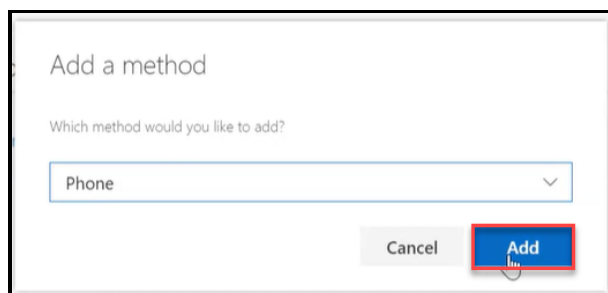 Add a method
Which method would you like to add?
Phone
Cancel
Add